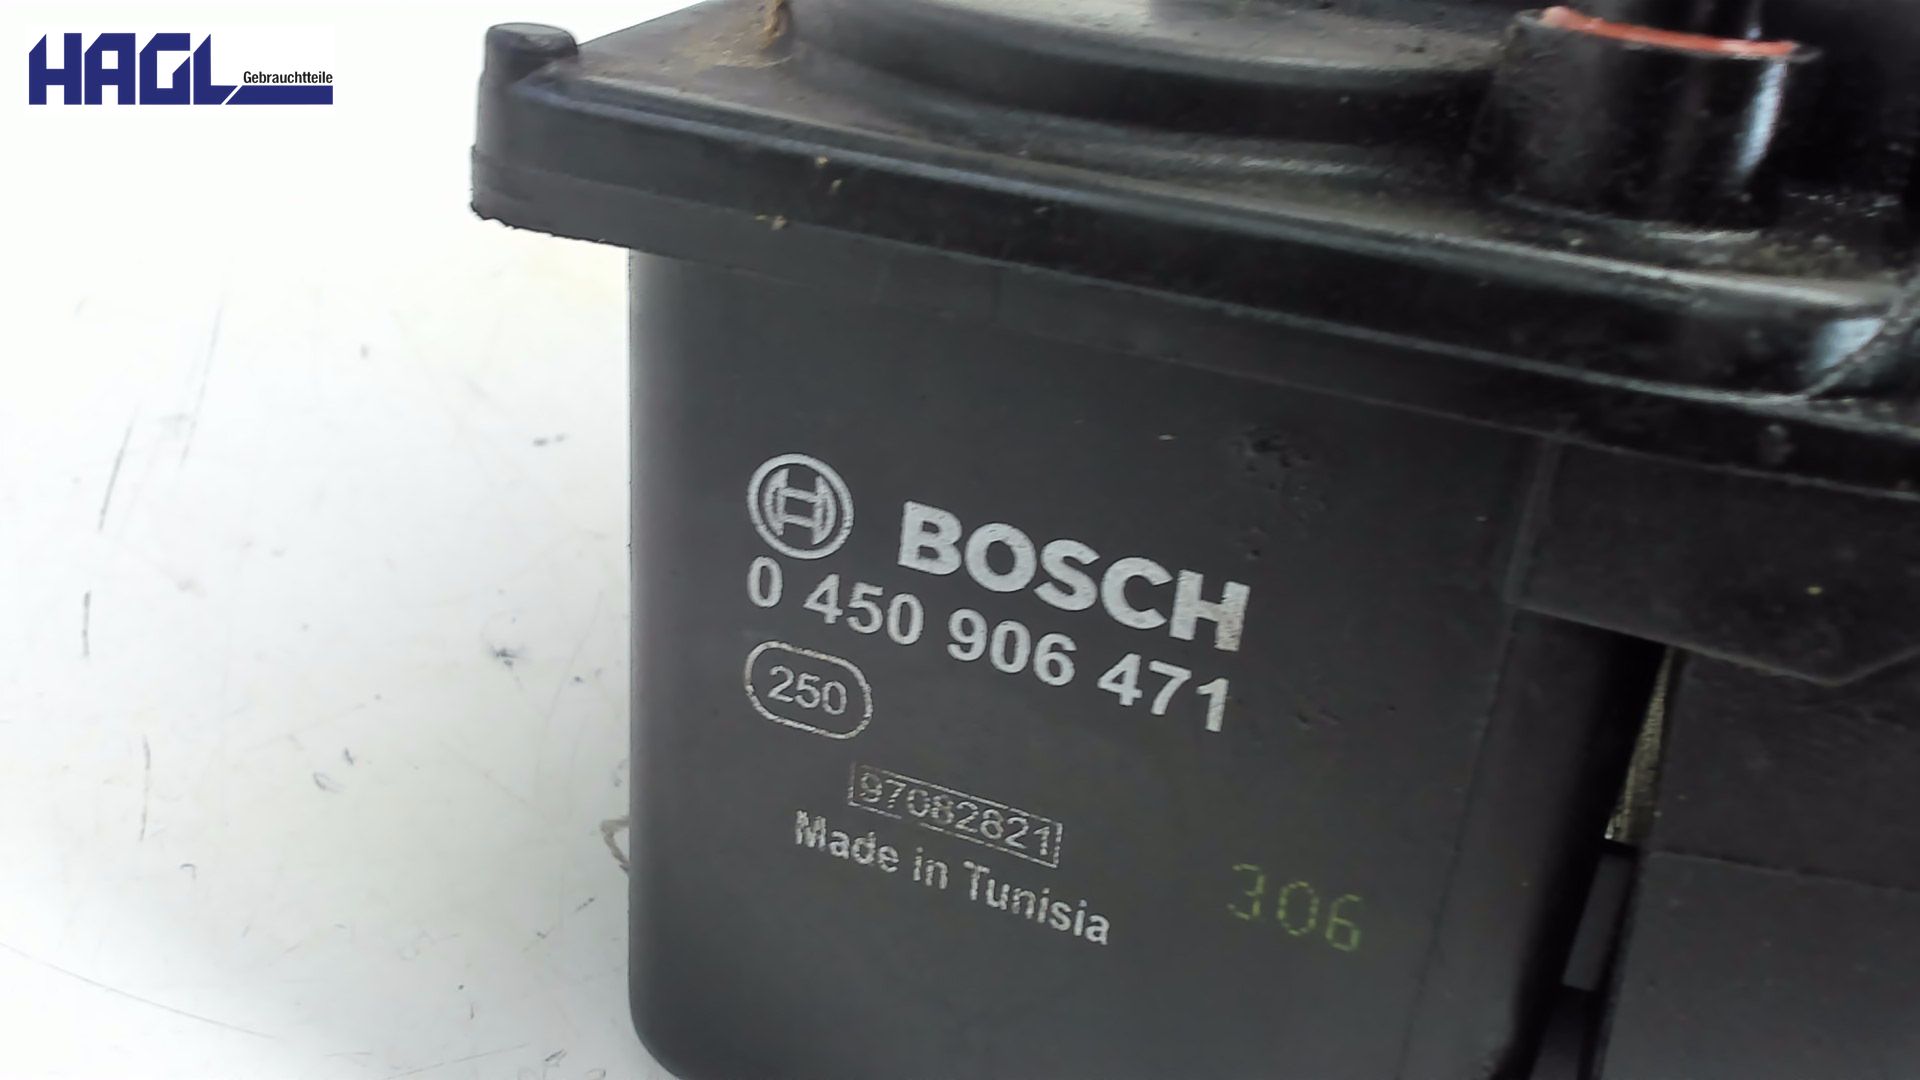 HAGL Gebrauchtteile
BOSCH
0 450 906 471
250
97082821
Made in Tunisia
306